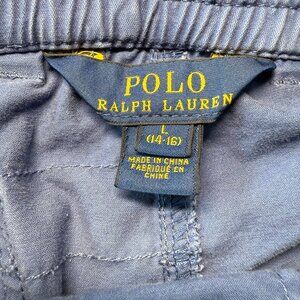 POLO
RALPH LAUREN
L
(14-16)
MADE IN CHINA
FABRIQUÉ EN
CHINE